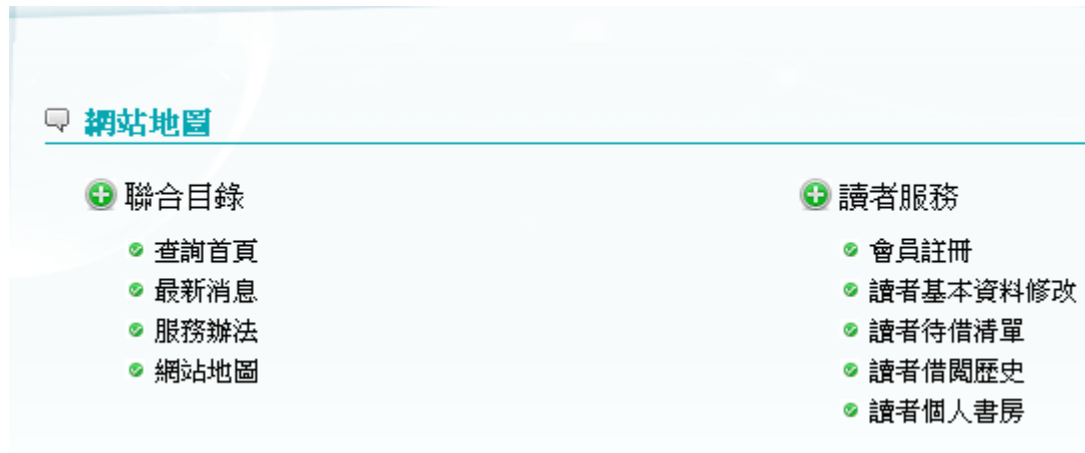 網站地圖
聯合目錄
查詢首頁
最新消息
服務辦法
網站地圖
讀者服務
會員註冊
讀者基本資料修改
讀者待借清單
讀者借閱歷史
讀者個人書房